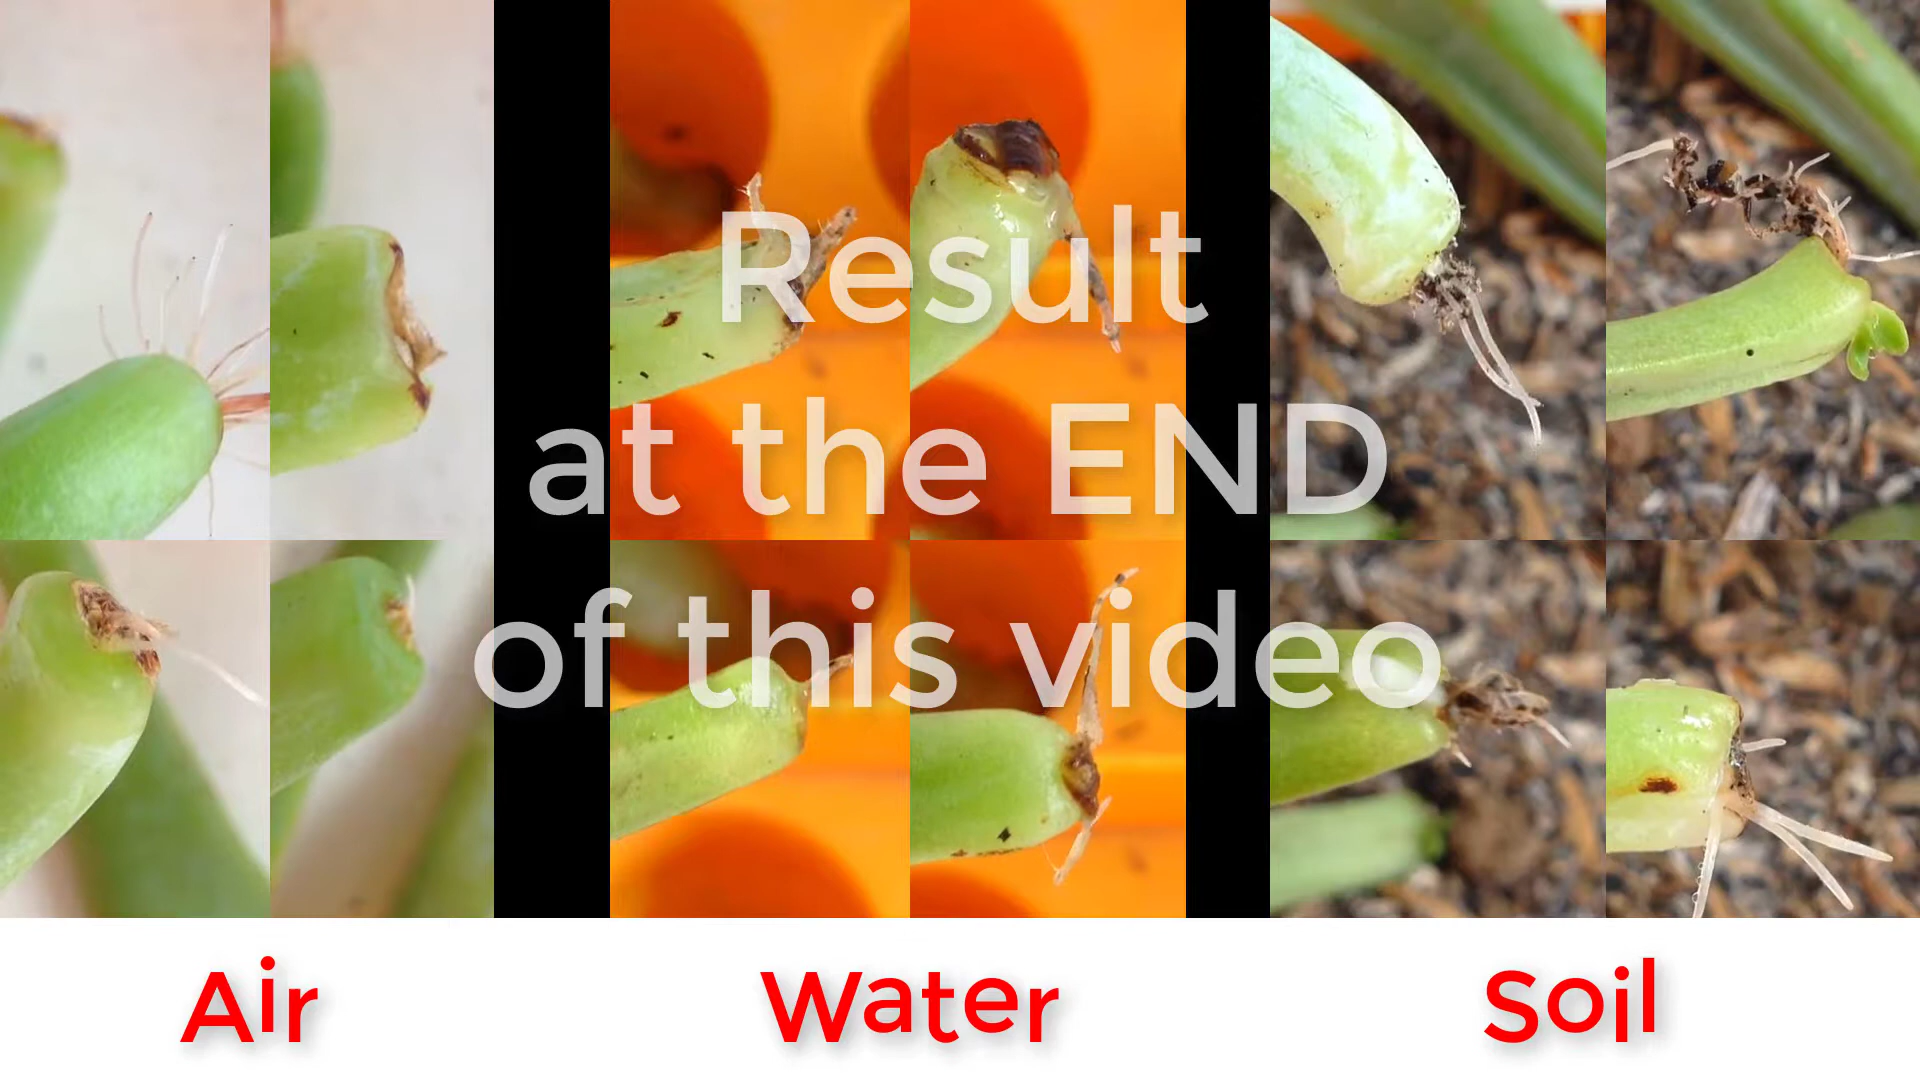 Result
at the END
of this video
Air
Water
Soil